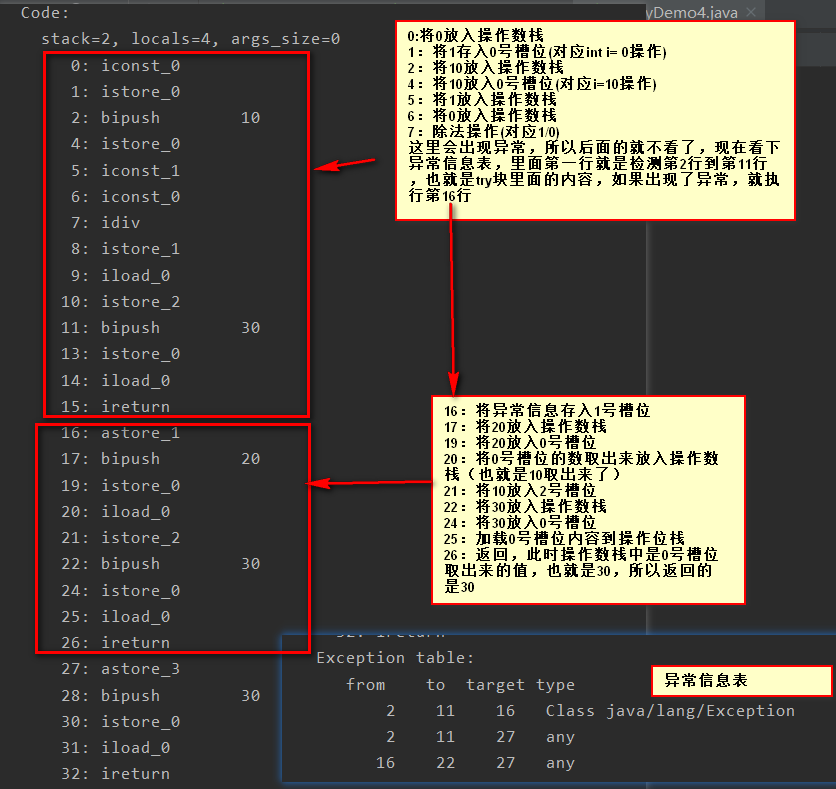 Code:
yDemo4.java
stack=2, locals=4, args_size=0
0: iconst_0
1: istore_0
2: bipush 10
4: istore_0
5: iconst_1
6: iconst_0
7: idiv
8: istore_1
9: iload_0
10: istore_2
11: bipush 30
13: istore_0
14: iload_0
15: ireturn
16: astore_1
17: bipush 20
19: istore_0
20: iload_0
21: istore_2
22: bipush 30
24: istore_0
25: iload_0
26: ireturn
27: astore_3
28: bipush 30
30: istore_0
31: iload_0
32: ireturn
0:将0放入操作数栈
1：将1存入0号槽位(对应int i= 0操作)
2：将10放入操作数栈
4：将10放入0号槽位(对应i=10操作)
5：将1放入操作数栈
6：将0放入操作数栈
7：除法操作(对应1/0)
这里会出现异常，所以后面的就不看了，现在看下
异常信息表，里面第一行就是检测第2行到第11行
，也就是try块里面的内容，如果出现了异常，就执
行第16行
16：将异常信息存入1号槽位
17：将20放入操作数栈
19：将20放入0号槽位
20：将0号槽位的数取出来放入操作数
栈（也就是10取出来了）
21：将10放入2号槽位
22：将30放入操作数栈
24：将30放入0号槽位
25：加载0号槽位内容到操作位栈
26：返回，此时操作数栈中是0号槽位
取出来的值，也就是30，所以返回的
是30
32: ireturn
Exception table:
from to target type
2 11 16 Class java/lang/Exception
2 11 27 any
16 22 27 any
异常信息表